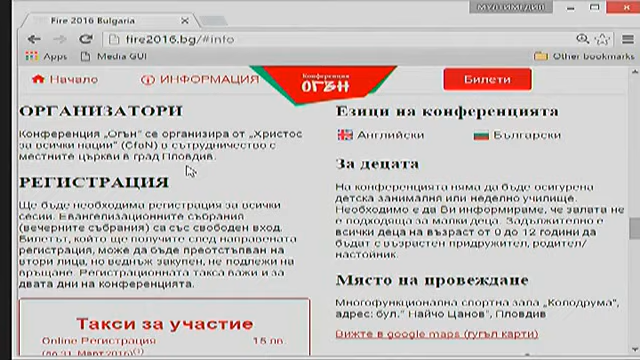 МУЛТИМЕДИЯ
Fire 2016 Bulgaria
fire2016.bg/#info
Apps
Media GUI
Other bookmarks
Начало
ИНФОРМАЦИЯ
Конференция
ОГЪН
Билети
ОРГАНИЗАТОРИ
Конференция „Огън“ се организира от „Христос
за всички нации“ (CfaN) в сътрудничество с
местните църкви в град Пловдив.
РЕГИСТРАЦИЯ
Ще бъде необходима регистрация за всички
сесии. Евангелизационните събрания
(вечерните събрания) са със свободен вход.
Билетът, който ще получите след направената
регистрация, може да бъде преотстъпван на
втори лица, но веднъж закупен, не подлежи на
връщане. Регистрационната такса важи и за
двата дни на конференцията.
Такси за участие
Online Регистрация 15 лв
(до 31 Март 2016)
Езици на конференцията
Английски
Български
За децата
На конференцията няма да бъде осигурена
детска занималня или неделно училище.
Необходимо е да Ви информираме, че залата не
е подходяща за малки деца. Задължително е
всички деца на възраст от 0 до 12 години да
бъдат с възрастен придружител, родител/
настойник.
Място на провеждане
Многофункционална спортна зала „Колодрума“,
адрес: бул.“ Найчо Цанов“, Пловдив
Вижте в google maps (гугъл карти)